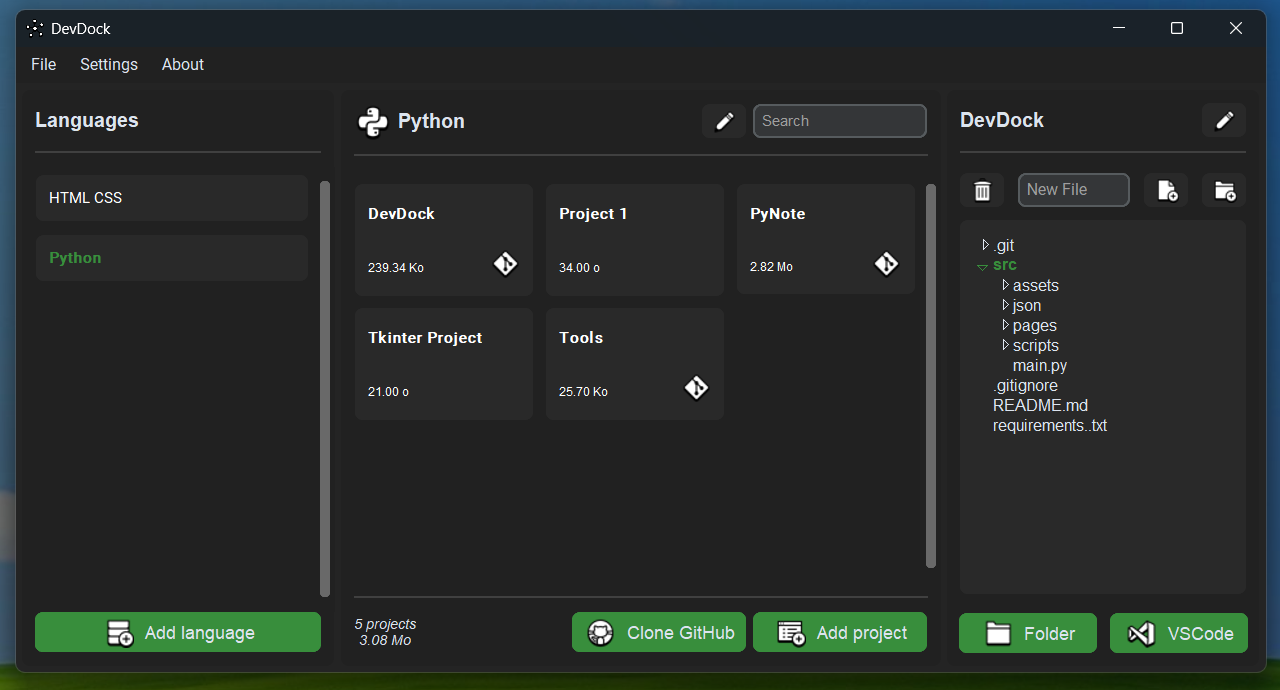 DevDock
File Settings About
Languages
HTML CSS
Python
Add language
Python
Search
DevDock
239.34 Ko
Project 1
34.00 o
PyNote
2.82 Mo
Tkinter Project
21.00 o
Tools
25.70 Ko
5 projects
3.08 Mo
Clone GitHub
Add project
DevDock
New File
.git
src
assets
json
pages
scripts
main.py
.gitignore
README.md
requirements..txt
Folder
VSCode